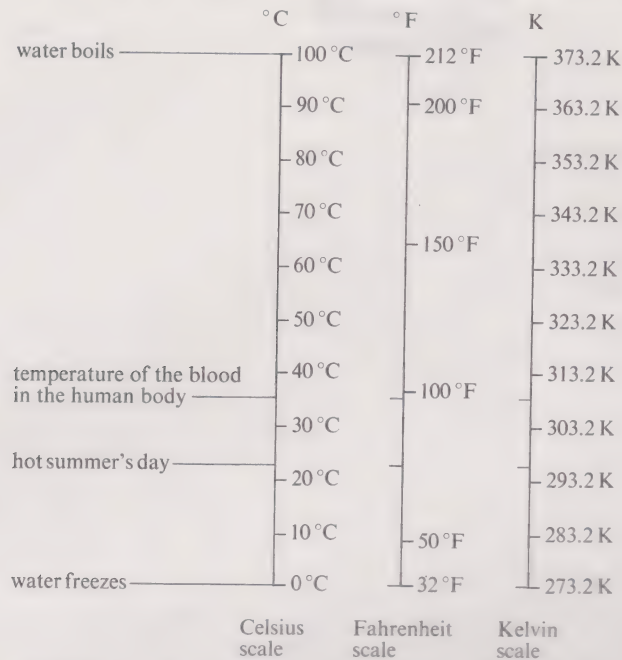 °C °F K
water boils 100 °C 212 °F 373.2 K
90 °C 200 °F 363.2 K
80 °C 353.2 K
70 °C 343.2 K
150 °F
60 °C 333.2 K
50 °C 323.2 K
temperature of the blood 40 °C 313.2 K
in the human body 100 °F
30 °C 303.2 K
hot summer's day
20 °C 293.2 K
10 °C 50 °F 283.2 K
water freezes 0 °C 32 °F 273.2 K
Celsius Fahrenheit Kelvin
scale scale scale